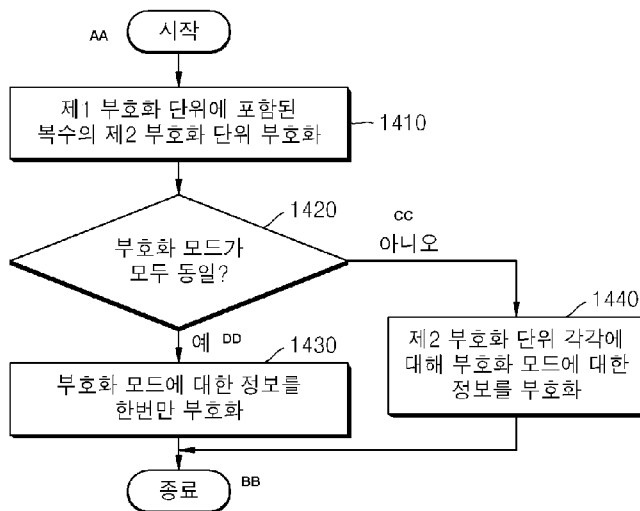 AA
시작
제1 부호화 단위에 포함된
복수의 제2 부호화 단위 부호화
1410
1420
부호화 모드가
모두 동일?
CC
아니오
예 DD
1430
부호화 모드에 대한 정보를
한번만 부호화
1440
제2 부호화 단위 각각에
대해 부호화 모드에 대한
정보를 부호화
종료
BB